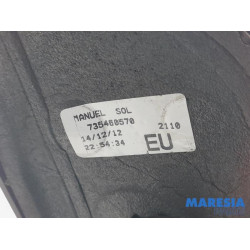 MANUEL SOL
735460570 2110
14/12/12
22:54:34 EU
MARESIA